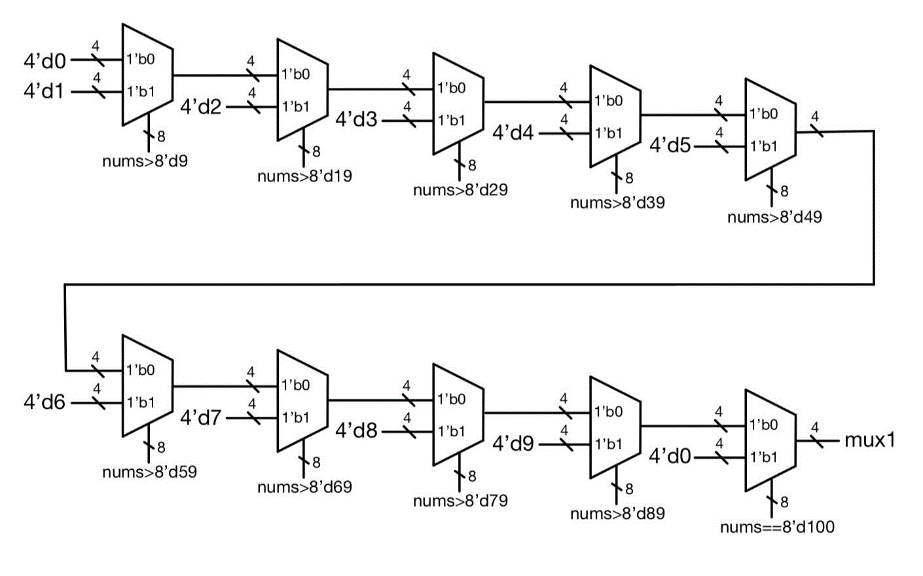 4'd0 4 1'b0
4'd1 4 1'b1
8
nums>8'd9
4 1'b0
4'd2 4 1'b1
8
nums>8'd19
4 1'b0
4'd3 4 1'b1
8
nums>8'd29
4 1'b0
4'd4 4 1'b1
8
nums>8'd39
4 1'b0
4'd5 4 1'b1
8
nums>8'd49
4
4 1'b0
4'd6 4 1'b1
8
nums>8'd59
4 1'b0
4'd7 4 1'b1
8
nums>8'd69
4 1'b0
4'd8 4 1'b1
8
nums>8'd79
4 1'b0
4'd9 4 1'b1
8
nums>8'd89
4 1'b0
4'd0 4 1'b1
8
nums==8'd100
4 mux1